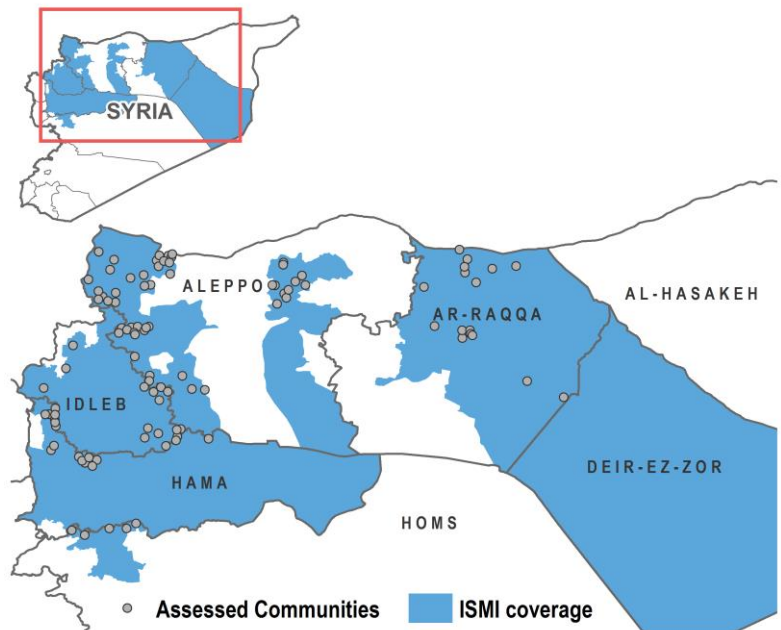 SYRIA
ALEPPO
AL-HASAKEH
AR-RAQQA
IDLEB
DEIR-EZ-ZOR
HAMA
HOMS
Assessed Communities
ISMI coverage